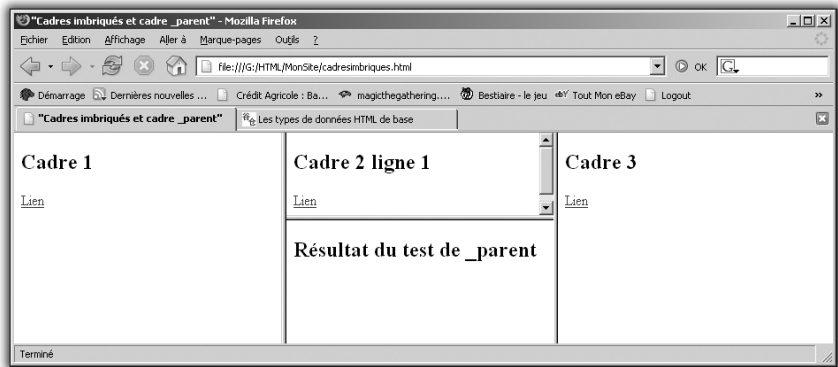 "Cadres imbriqués et cadre _parent" - Mozilla Firefox
Fichier Edition Affichage Aller à Marque-pages Outils ?
file:///G:/HTML/MonSite/cadresimbriques.html OK G
Démarrage Dernières nouvelles ... Crédit Agricole : Ba... magicthegathering.... Bestiaire - le jeu Tout Mon eBay Logout »
"Cadres imbriqués et cadre _parent" Les types de données HTML de base
Cadre 1
Lien
Cadre 2 ligne 1
Lien
Résultat du test de _parent
Cadre 3
Lien
Terminé